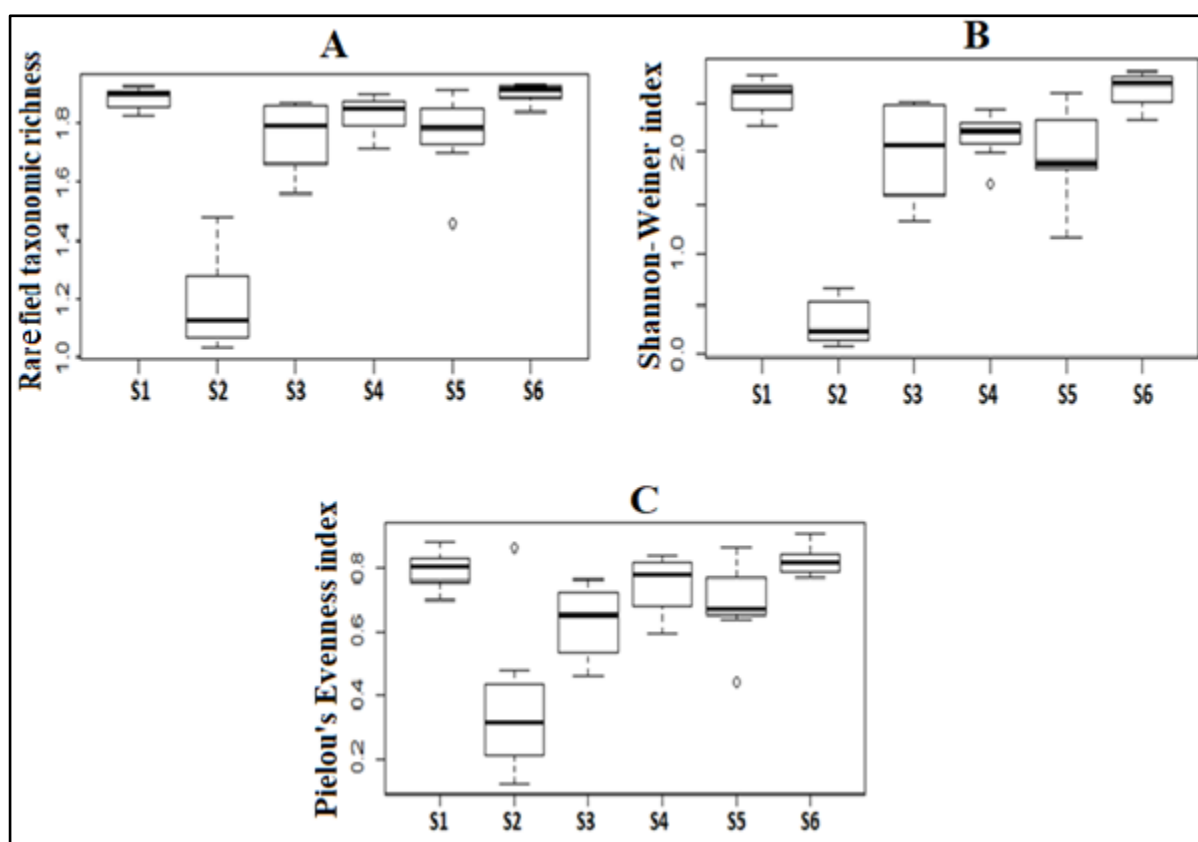 A
Rare fied taxonomic richness
1.8
1.6
1.4
1.2
1.0
S1 S2 S3 S4 S5 S6
B
Shannon-Weiner index
2.0
1.0
0.0
S1 S2 S3 S4 S5 S6
C
Pielou's Evenness index
0.8
0.6
0.4
0.2
S1 S2 S3 S4 S5 S6